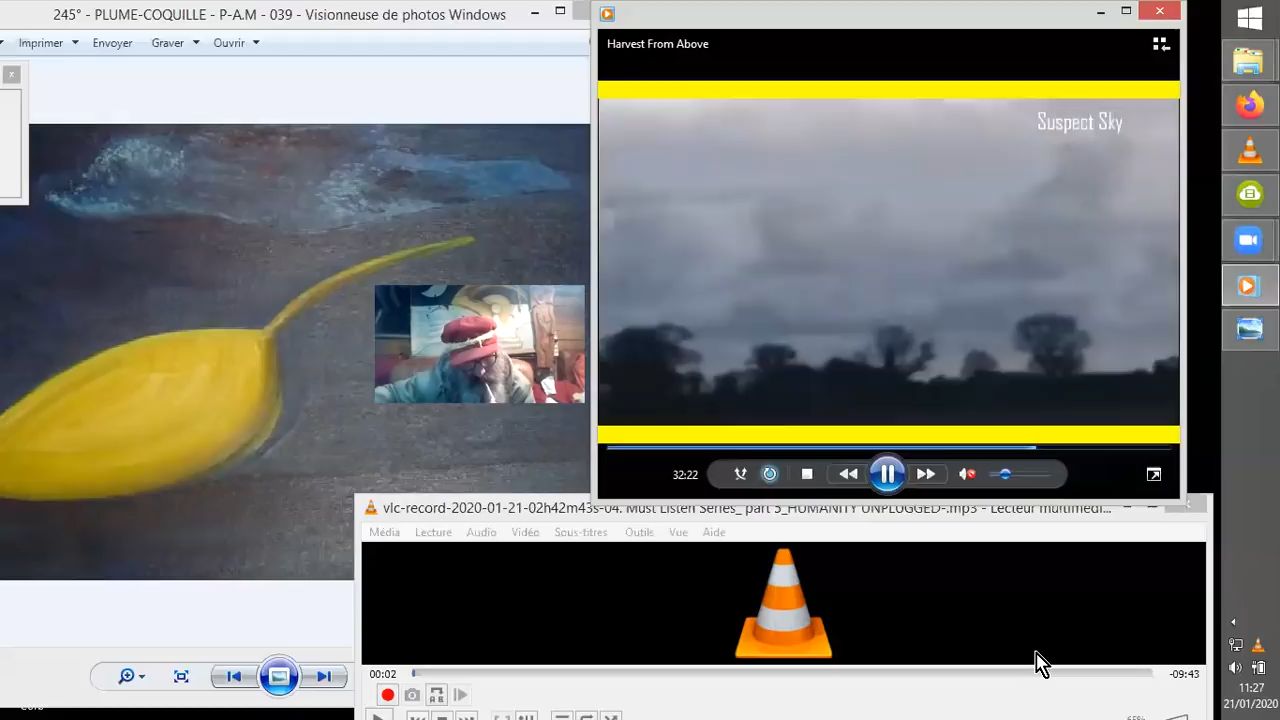 245° - PLUME-COQUILLE - P-A.M - 039 - Visionneuse de photos Windows
Imprimer Envoyer Graver Ouvrir
Harvest From Above
Suspect Sky
32:22
vlc-record-2020-01-21-02h42m43s-04. Must Listen Series_ part 5_HUMANITY UNPLUGGED-.mp3 - Lecteur multimédi...
Média Lecture Audio Vidéo Sous-titres Outils Vue Aide
00:02 -09:43
11:27
21/01/2020